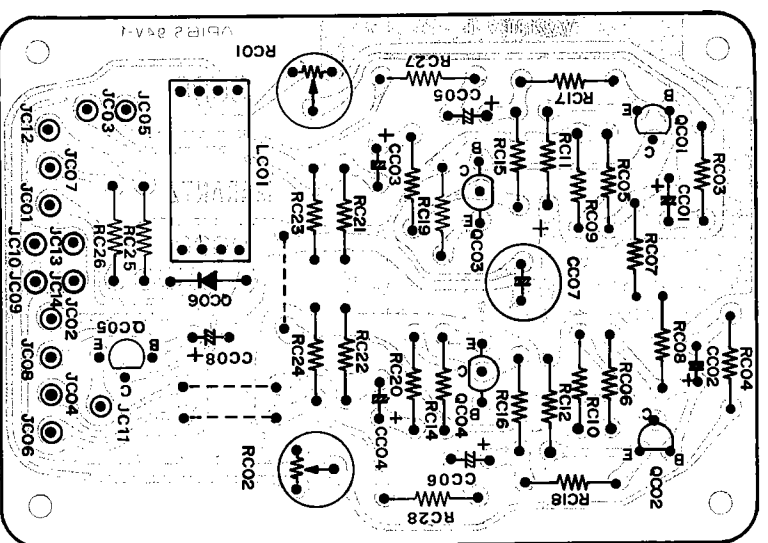 RC01
LC01
JC12
JC03
JC05
JC07
JC01
JC10
JC13
JC09
JC14
JC02
JC08
JC04
JC06
JC11
RC26
RC25
QC06
QC05
B
E
C
CC08
+
RC23
RC21
RC24
RC22
RC02
RC27
CC05
+
RC17
CC03
+
RC19
B
C
E
QC03
RC15
RC11
+
CC07
RC09
RC05
B
E
C
QC01
CC01
+
RC03
RC07
RC08
CC02
+
RC04
RC20
RC14
CC04
+
E
C
B
QC04
RC16
RC12
RC10
RC06
CC06
+
RC28
RC18
C
E
B
QC02